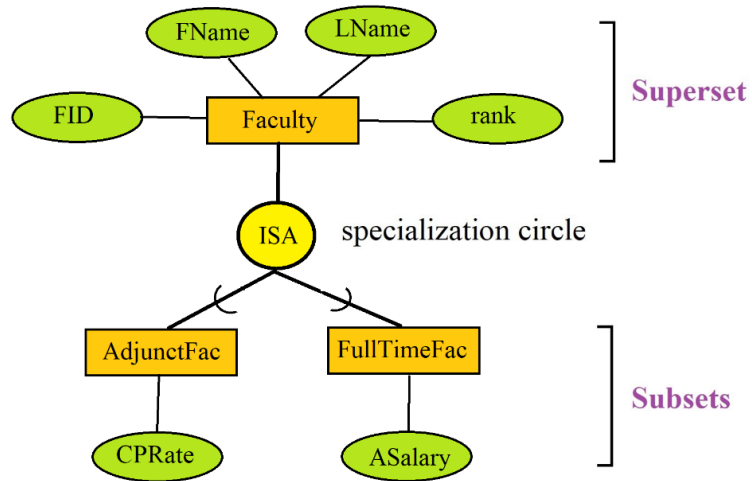 FName
LName
FID
Faculty
rank
Superset
ISA
specialization circle
AdjunctFac
FullTimeFac
Subsets
CPRate
ASalary